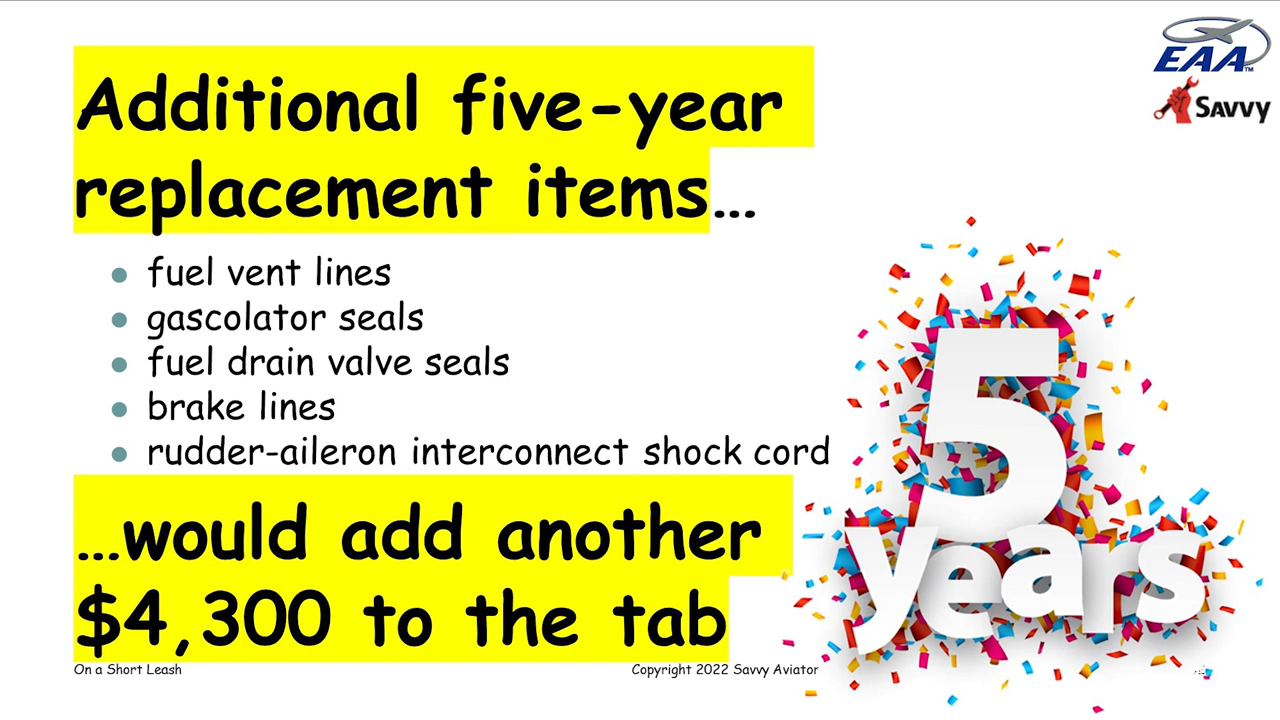 EAA™
SAVVY
Additional five-year
replacement items…
fuel vent lines
gascolator seals
fuel drain valve seals
brake lines
rudder-aileron interconnect shock cord
…would add another
$4,300 to the tab
5
years
On a Short Leash
Copyright 2022 Savvy Aviator